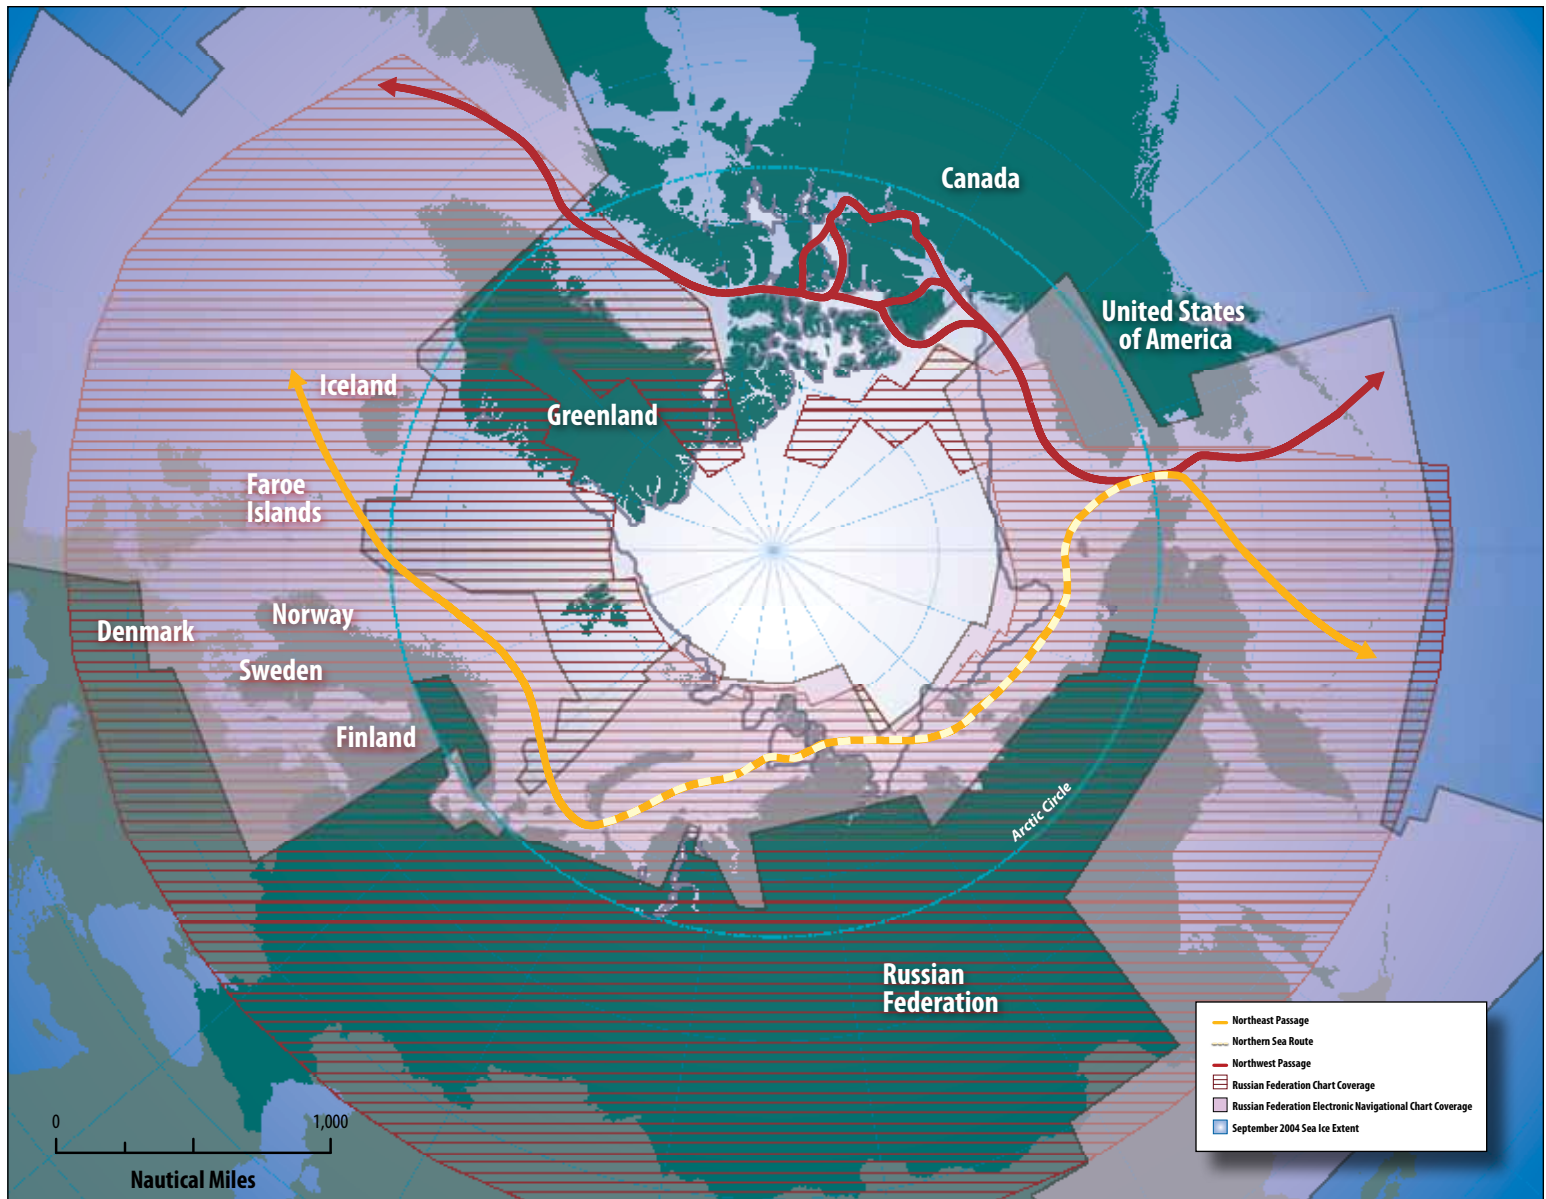 Canada
United States
of America
Iceland
Greenland
Faroe
Islands
Norway
Denmark
Sweden
Finland
Arctic Circle
Russian
Federation
0 1,000
Nautical Miles
Northeast Passage
Northern Sea Route
Northwest Passage
Russian Federation Chart Coverage
Russian Federation Electronic Navigational Chart Coverage
September 2004 Sea Ice Extent